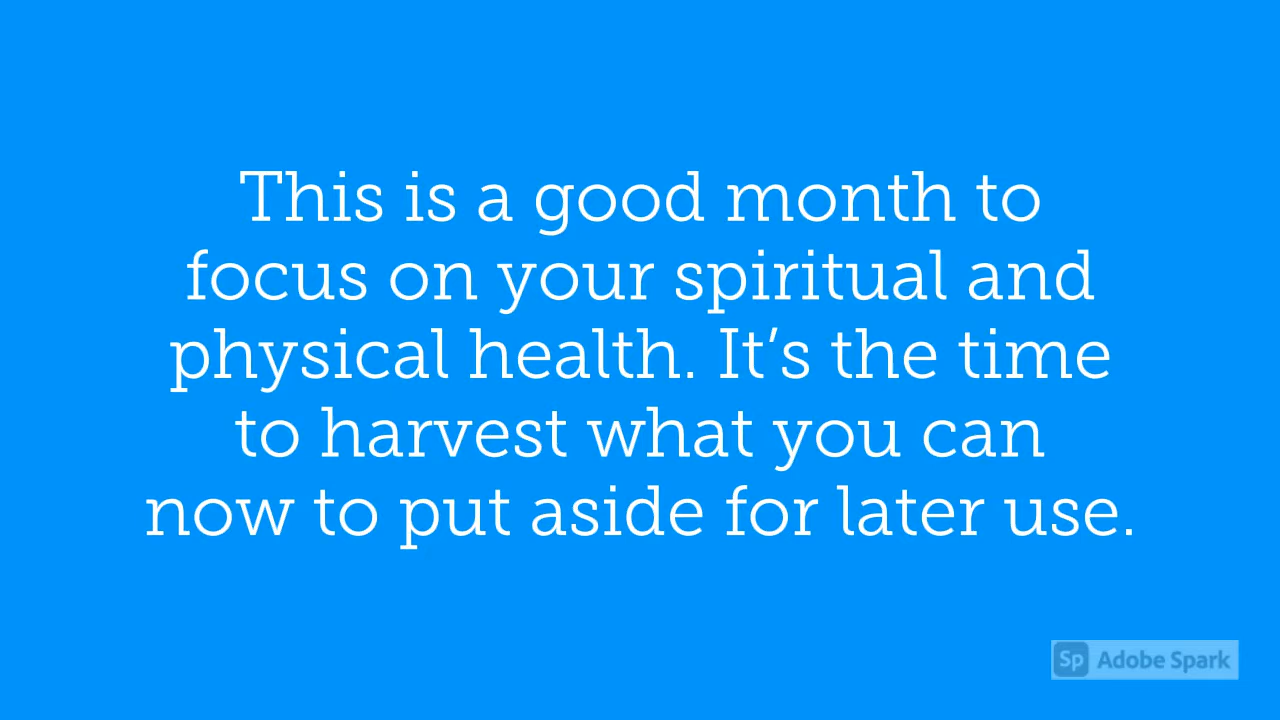 This is a good month to
focus on your spiritual and
physical health. It’s the time
to harvest what you can
now to put aside for later use.
Sp Adobe Spark